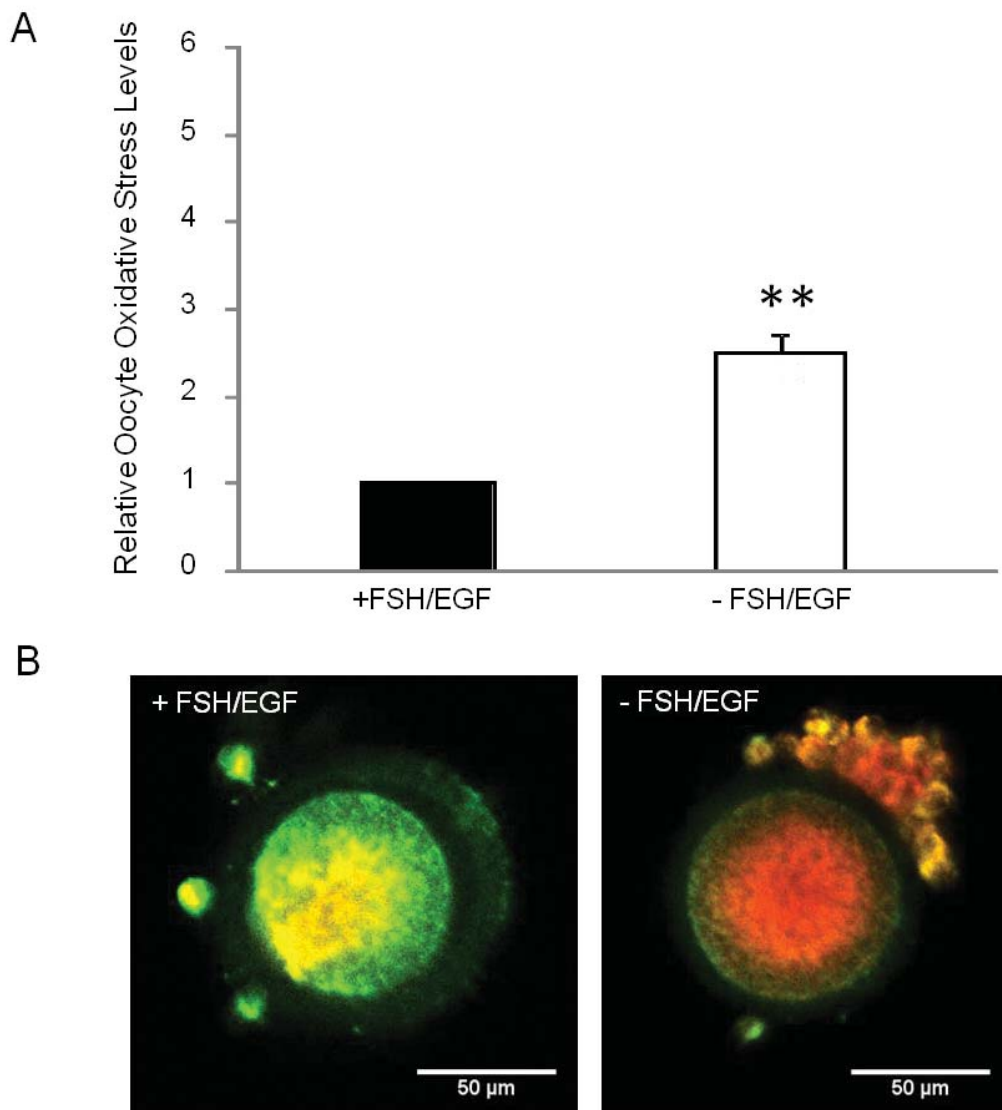 A
Relative Oocyte Oxidative Stress Levels
6
5
4
3
2
1
0
**
+FSH/EGF
- FSH/EGF
B
+ FSH/EGF
- FSH/EGF
50 µm
50 µm